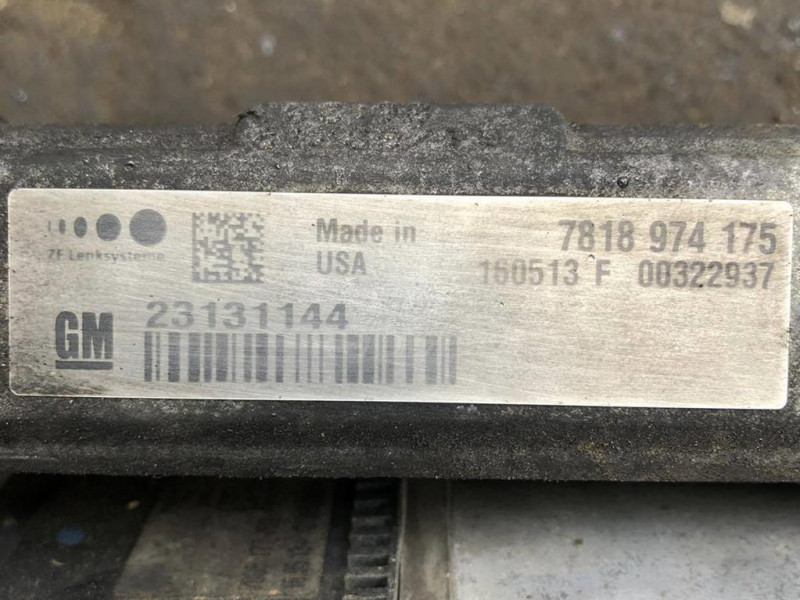 ZF Lenksysteme
Made in
USA
7818 974 175
160513 F 00322937
GM
23131144